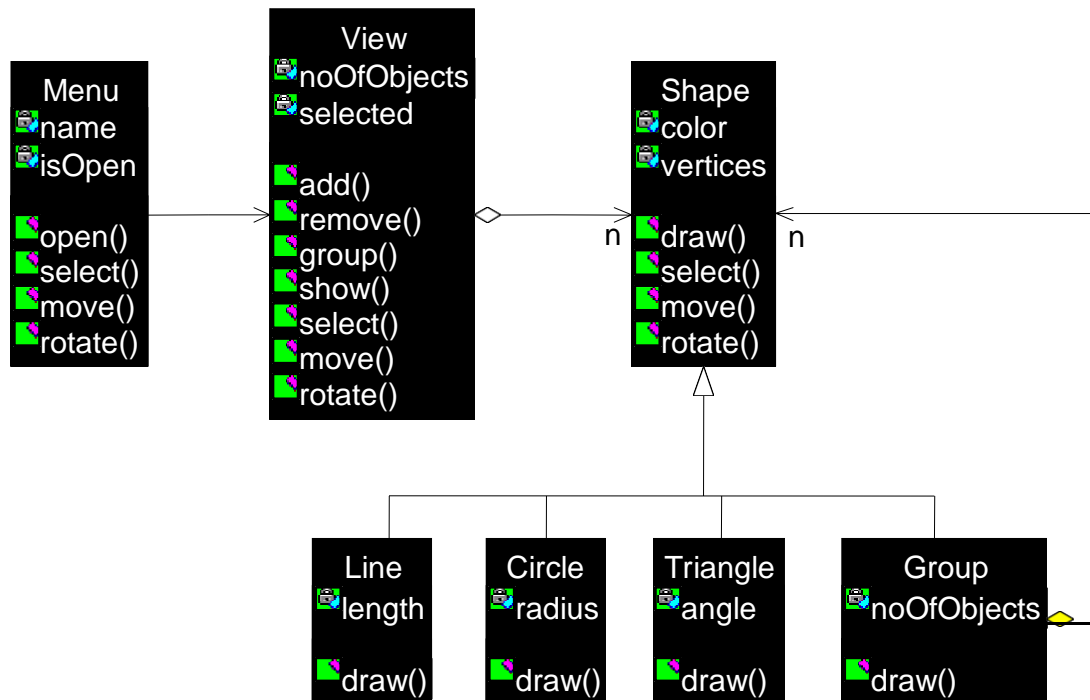 Menu
name
isOpen
open()
select()
move()
rotate()
View
noOfObjects
selected
add()
remove()
group()
show()
select()
move()
rotate()
n
Shape
color
vertices
draw()
select()
move()
rotate()
n
Line
length
draw()
Circle
radius
draw()
Triangle
angle
draw()
Group
noOfObjects
draw()